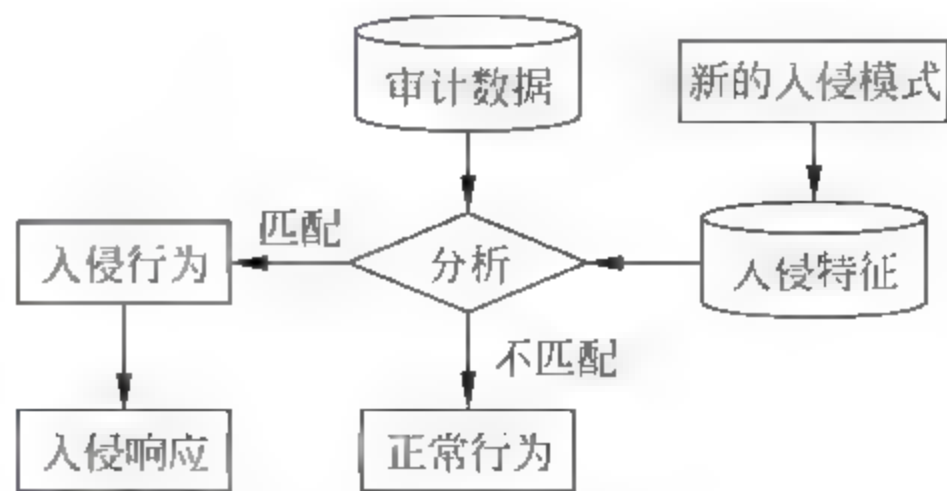 审计数据
新的入侵模式
匹配
入侵行为
分析
入侵特征
不匹配
入侵响应
正常行为